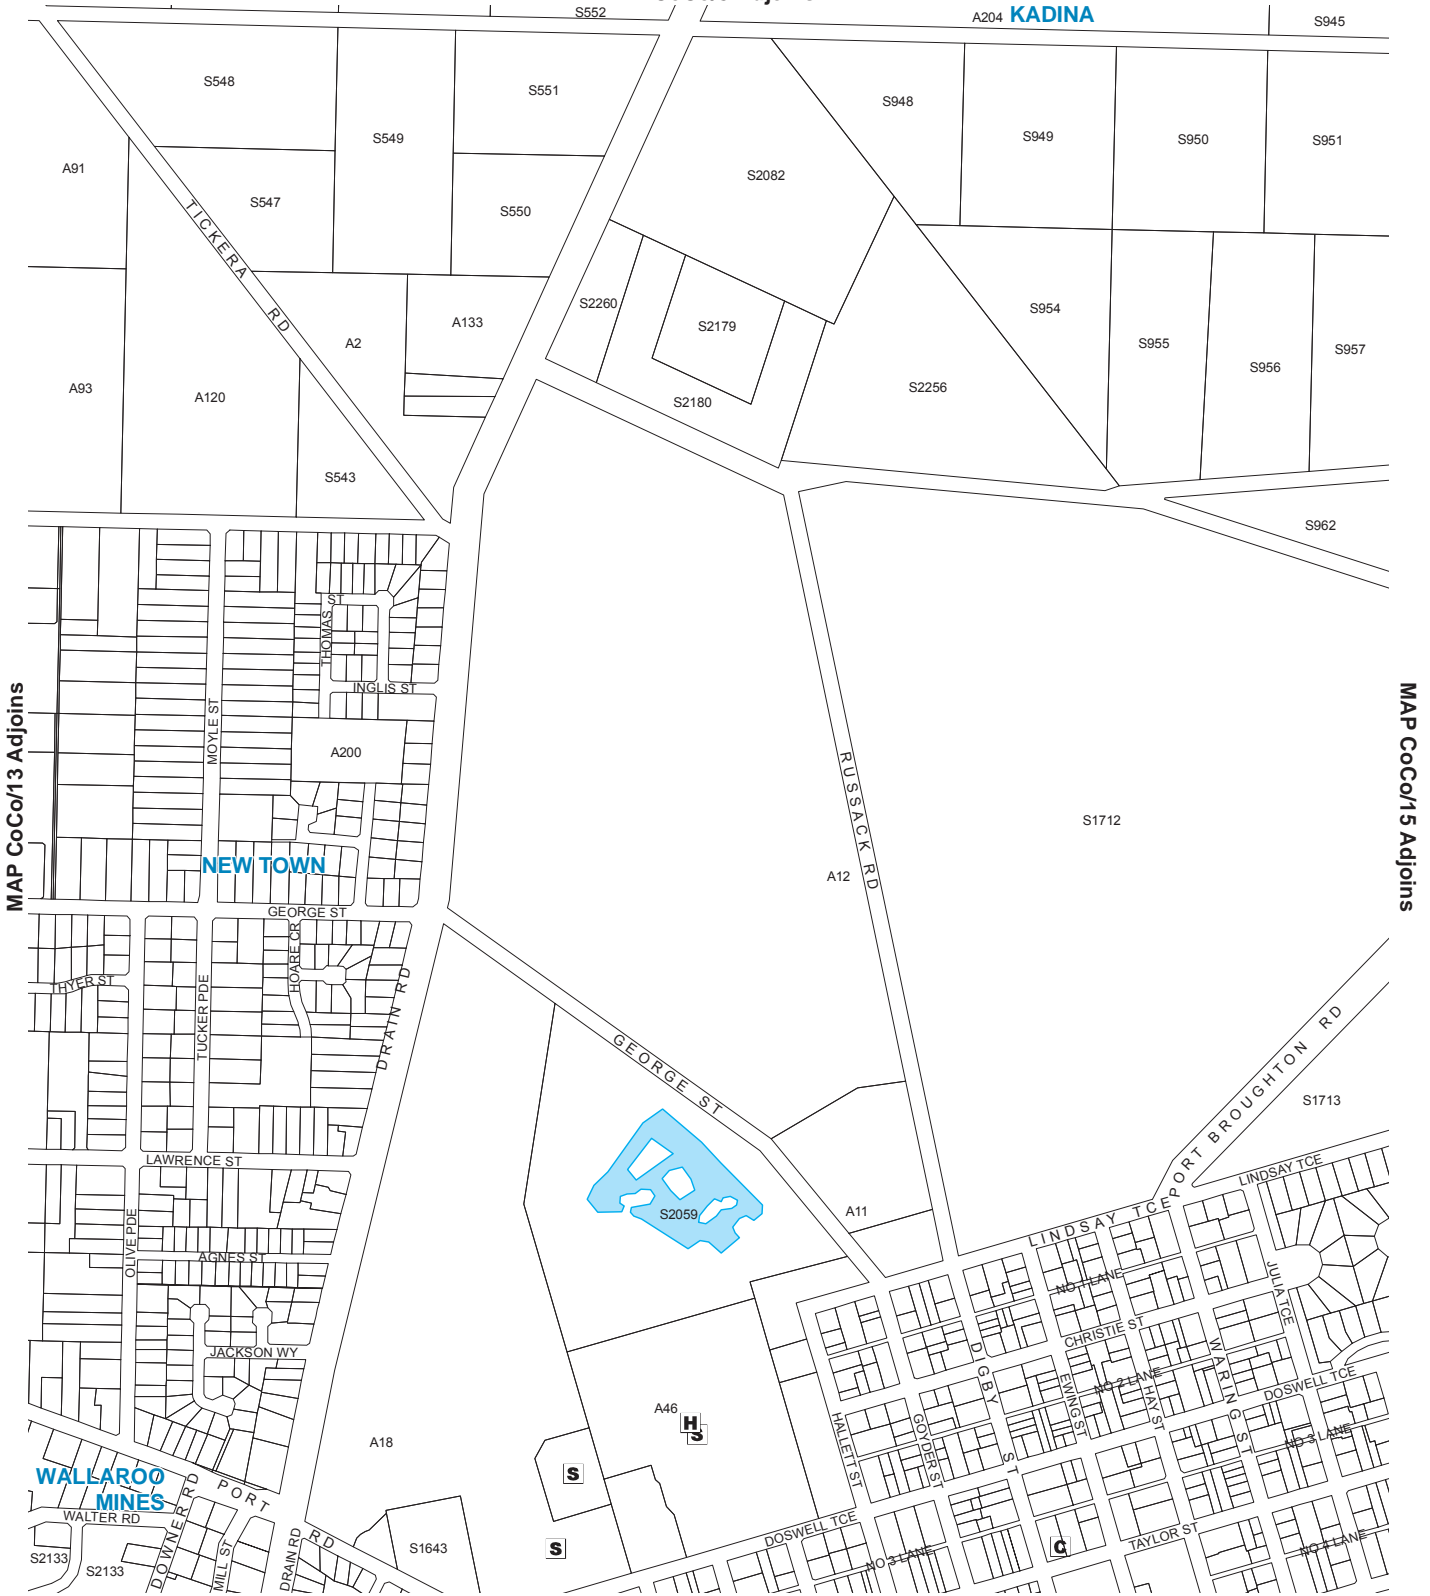 S552
A204
KADINA
S945
S548
S551
S948
S549
S949
S950
S951
A91
S2082
S547
S550
TICKERA RD
S2260
S954
A133
S2179
A2
S955
S957
S956
A93
A120
S2256
S2180
S543
S962
THOMAS ST
INGLIS ST
MOYLE ST
A200
MAP CoCo/13 Adjoins
MAP CoCo/15 Adjoins
RUSSACK RD
S1712
NEW TOWN
A12
GEORGE ST
HOARE CR
THYER ST
TUCKER PDE
DRAIN RD
GEORGE ST
PORT BROUGHTON RD
S1713
LAWRENCE ST
LINDSAY TCE
OLIVE PDE
S2059
A11
LINDSAY TCE
AGNES ST
NO 1 LANE
JULIA TCE
CHRISTIE ST
JACKSON WY
DIGBY ST
WARING ST
NO 2 LANE
EWING ST
HAY ST
DOSWELL TCE
A46
H
S
HALLETT ST
GOYDER ST
A18
NO 3 LANE
S
WALLAROO
MINES
PORT RD
DOWNER RD
WALTER RD
DOSWELL TCE
TAYLOR ST
S
C
NO 4 LANE
S2133
S2133
MILL ST
DRAIN RD
S1643
NO 3 LANE